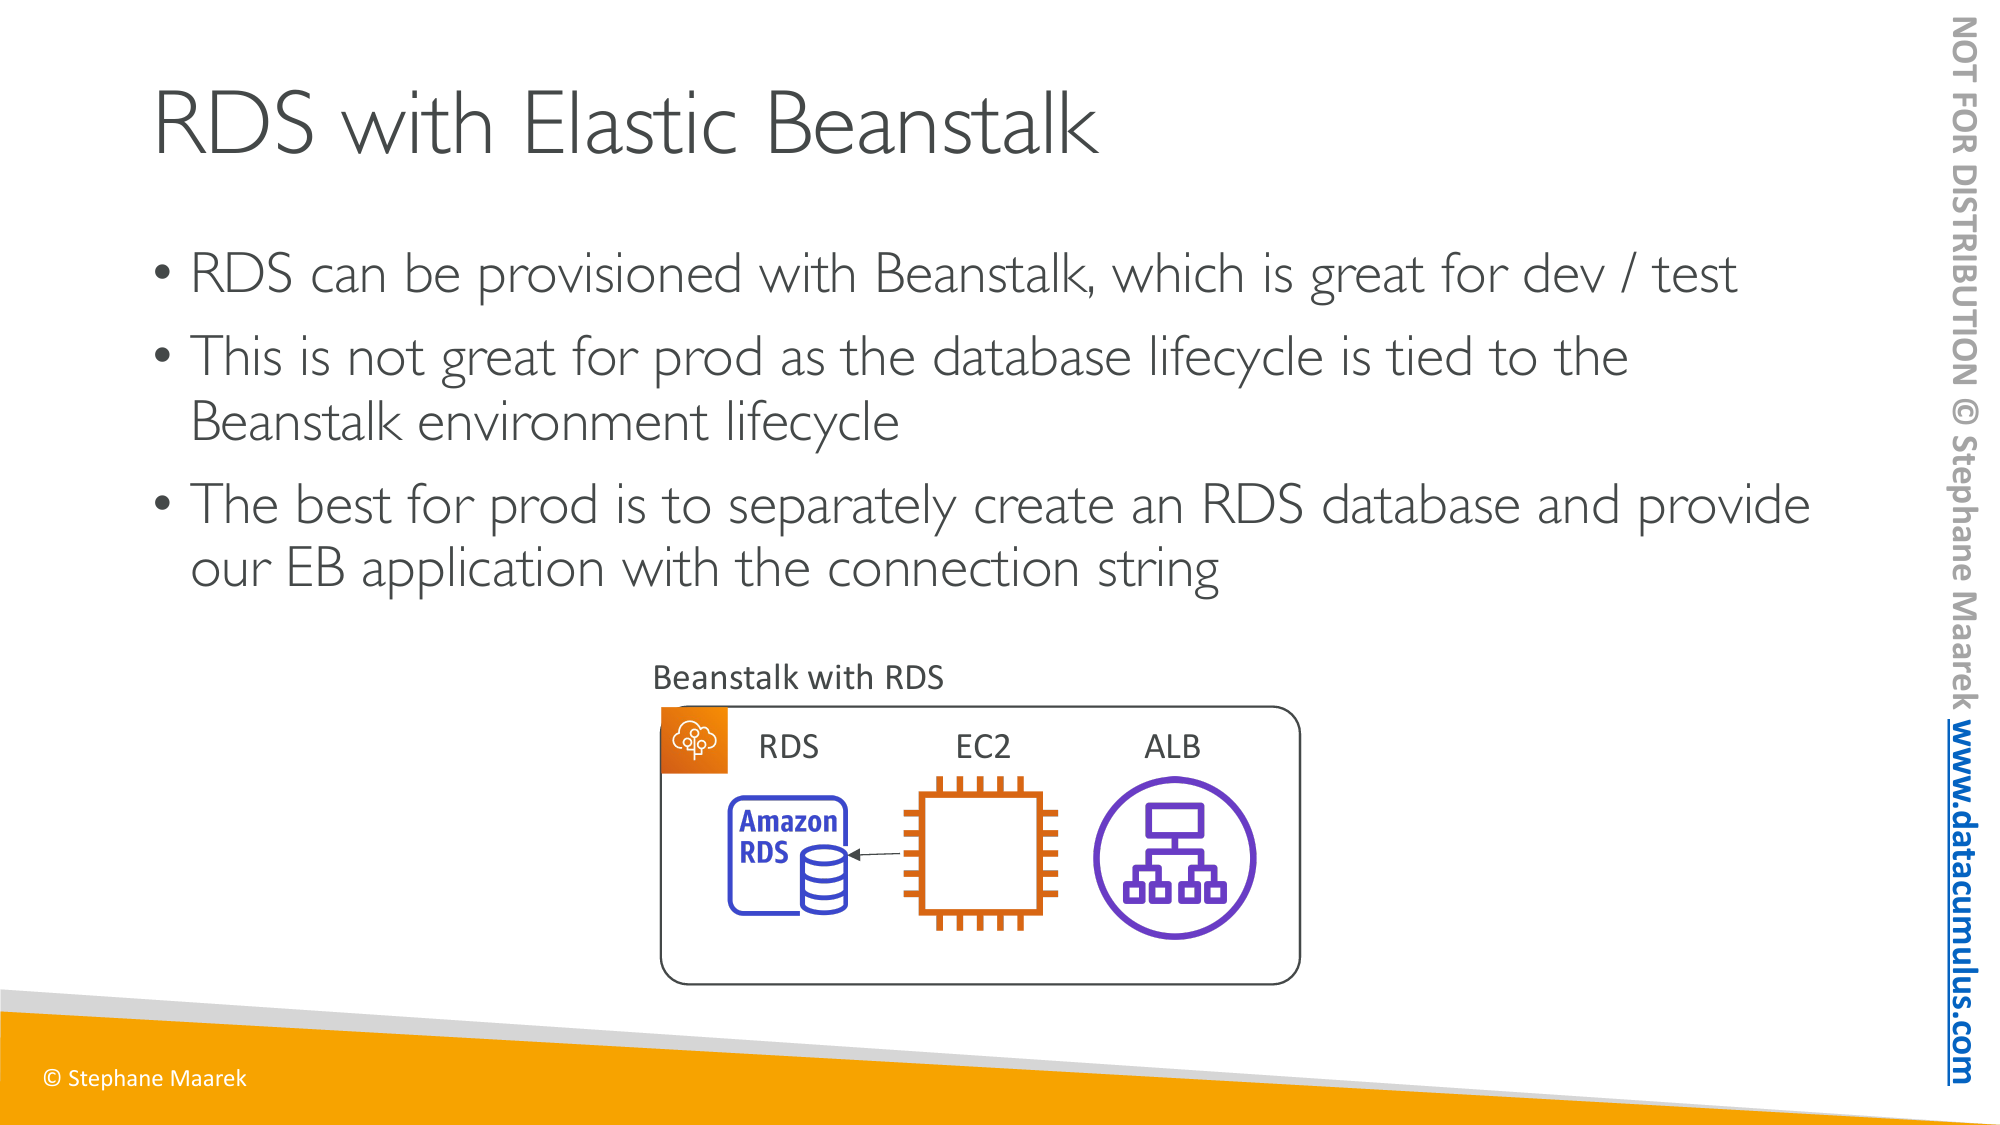 RDS with Elastic Beanstalk
• RDS can be provisioned with Beanstalk, which is great for dev / test
• This is not great for prod as the database lifecycle is tied to the
Beanstalk environment lifecycle
• The best for prod is to separately create an RDS database and provide
our EB application with the connection string
Beanstalk with RDS
RDS
EC2
ALB
Amazon
RDS
© Stephane Maarek
NOT FOR DISTRIBUTION © Stephane Maarek www.datacumulus.com